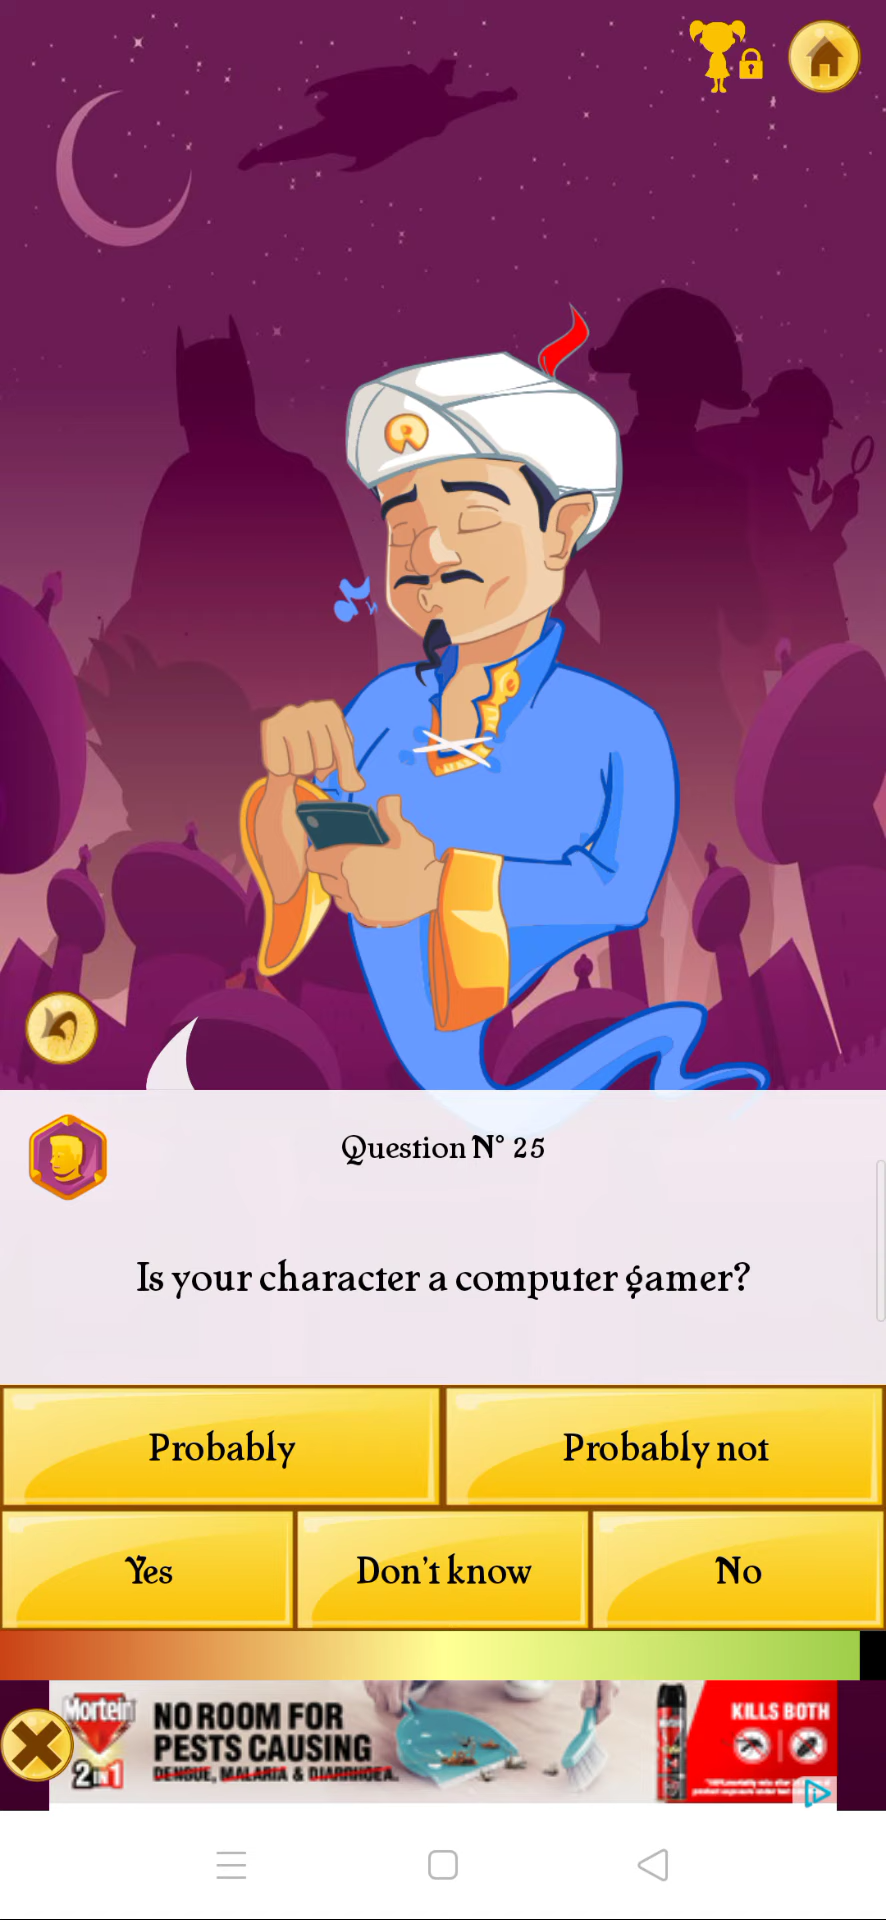 Question N° 25
Is your character a computer gamer?
Probably
Probably not
Yes
Don't know
No
Mortein
2in1
NO ROOM FOR
PESTS CAUSING
DENGUE, MALARIA & DIARRHOEA.
KILLS BOTH